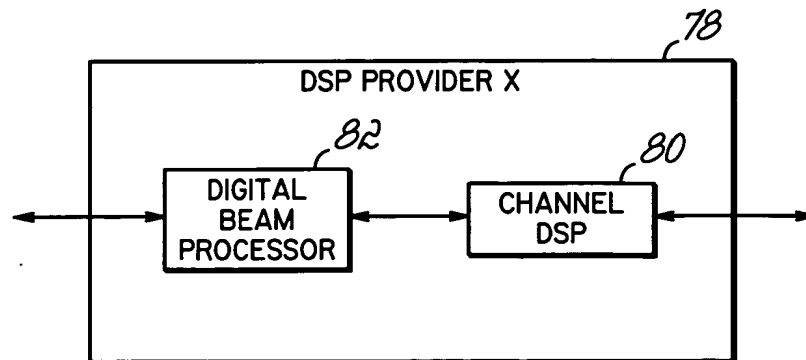 78
DSP PROVIDER X
82
80
DIGITAL
BEAM
PROCESSOR
CHANNEL
DSP